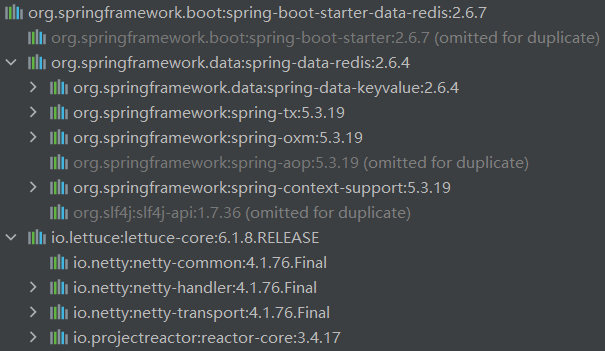 org.springframework.boot:spring-boot-starter-data-redis:2.6.7
org.springframework.boot:spring-boot-starter:2.6.7 (omitted for duplicate)
org.springframework.data:spring-data-redis:2.6.4
org.springframework.data:spring-data-keyvalue:2.6.4
org.springframework:spring-tx:5.3.19
org.springframework:spring-oxm:5.3.19
org.springframework:spring-aop:5.3.19 (omitted for duplicate)
org.springframework:spring-context-support:5.3.19
org.slf4j:slf4j-api:1.7.36 (omitted for duplicate)
io.lettuce:lettuce-core:6.1.8.RELEASE
io.netty:netty-common:4.1.76.Final
io.netty:netty-handler:4.1.76.Final
io.netty:netty-transport:4.1.76.Final
io.projectreactor:reactor-core:3.4.17